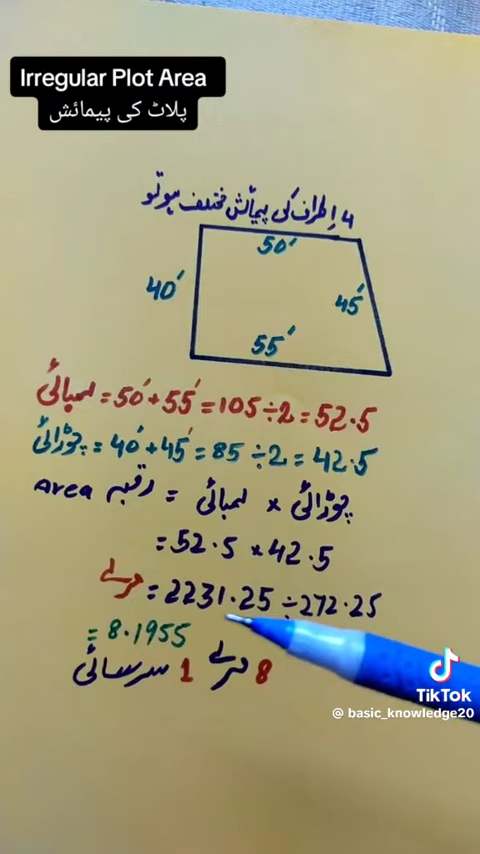 Irregular Plot Area
پلاٹ کی پیمائش
4 اطراف کی پیمائش مختلف ہو تو
50'
40'
45'
55'
لمبائی = 50' + 55' = 105 ÷ 2 = 52.5
چوڑائی = 40' + 45' = 85 ÷ 2 = 42.5
Area رقبہ = لمبائی × چوڑائی
= 52.5 × 42.5
مرلے = 2231.25 ÷ 272.25
= 8.1955
8 مرلے 1 سرسائی
TikTok
@ basic_knowledge20